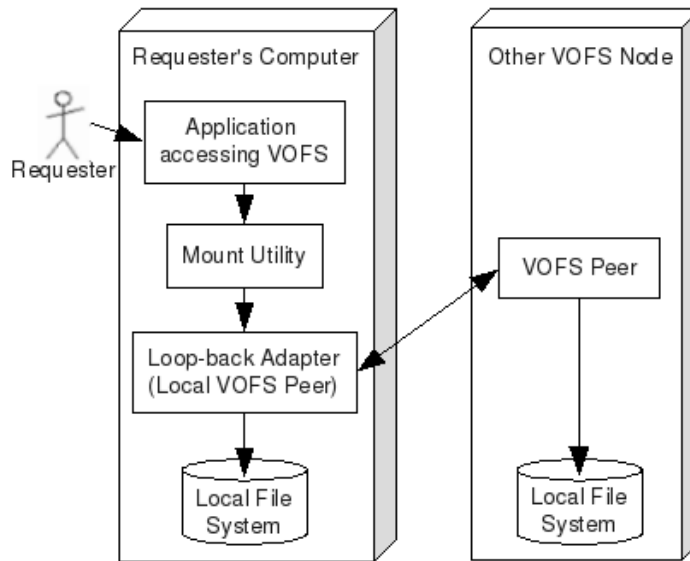 Requester's Computer
Other VOFS Node
Requester
Application
accessing VOFS
Mount Utility
VOFS Peer
Loop-back Adapter
(Local VOFS Peer)
Local File
System
Local File
System